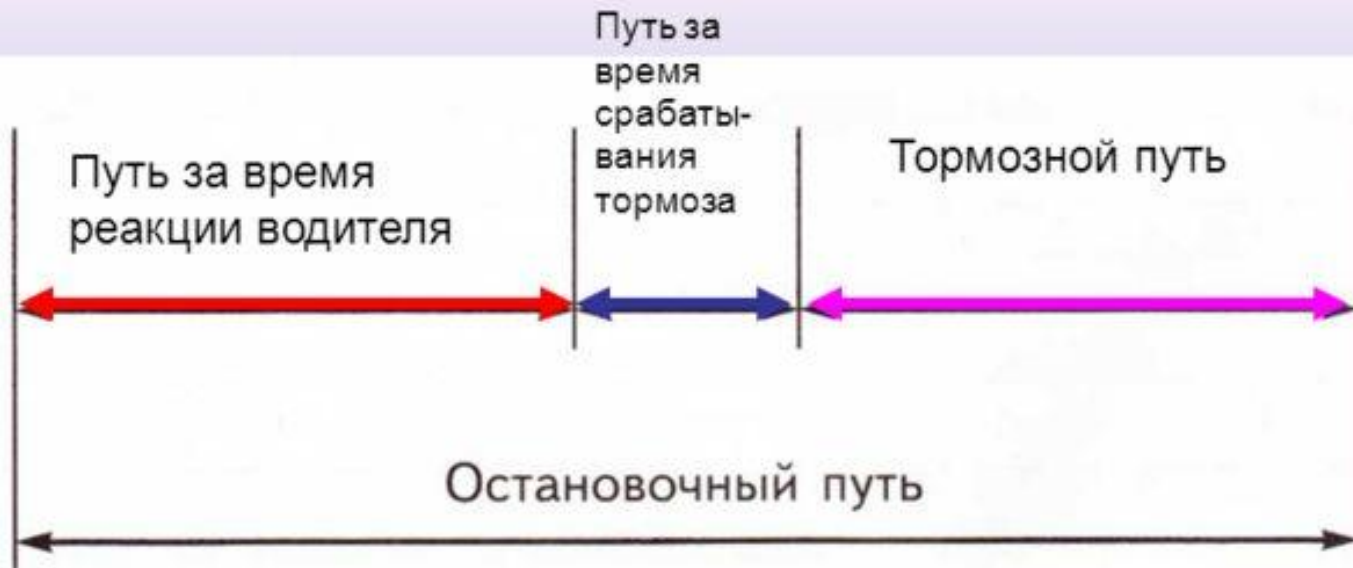 Путь за
время
срабаты-
вания
тормоза
Путь за время
реакции водителя
Тормозной путь
Остановочный путь